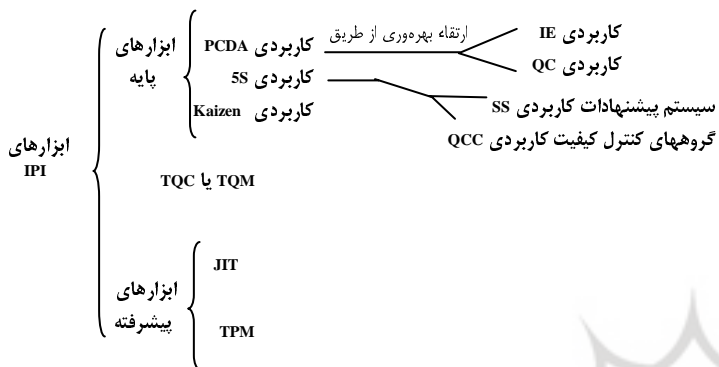 ابزارهای
IPI
ابزارهای
پایه
کاربردی PCDA
کاربردی 5S
کاربردی Kaizen
ارتقاء بهره‌وری از طریق
کاربردی IE
کاربردی QC
سیستم پیشنهادات کاربردی SS
گروههای کنترل کیفیت کاربردی QCC
TQM یا TQC
ابزارهای
پیشرفته
JIT
TPM